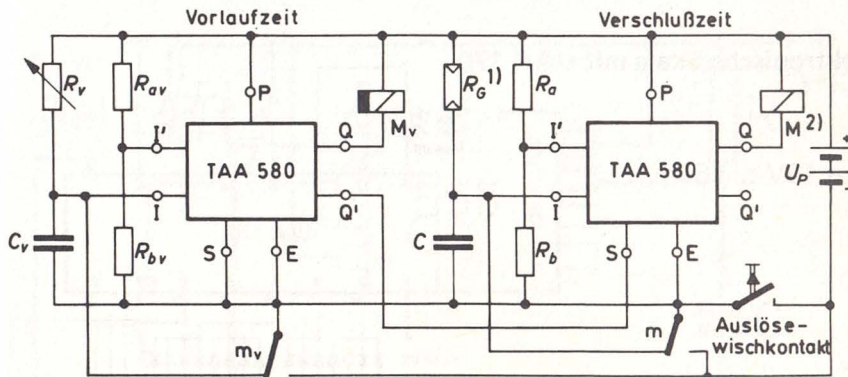 Vorlaufzeit
Verschlußzeit
R_v
R_av
P
I'
Q
M_v
TAA 580
I
Q'
C_v
R_bv
S
E
m_v
R_G 1)
R_a
P
I'
Q
M 2)
TAA 580
I
Q'
C
R_b
S
E
m
+
U_P
-
Auslöse-
wischkontakt